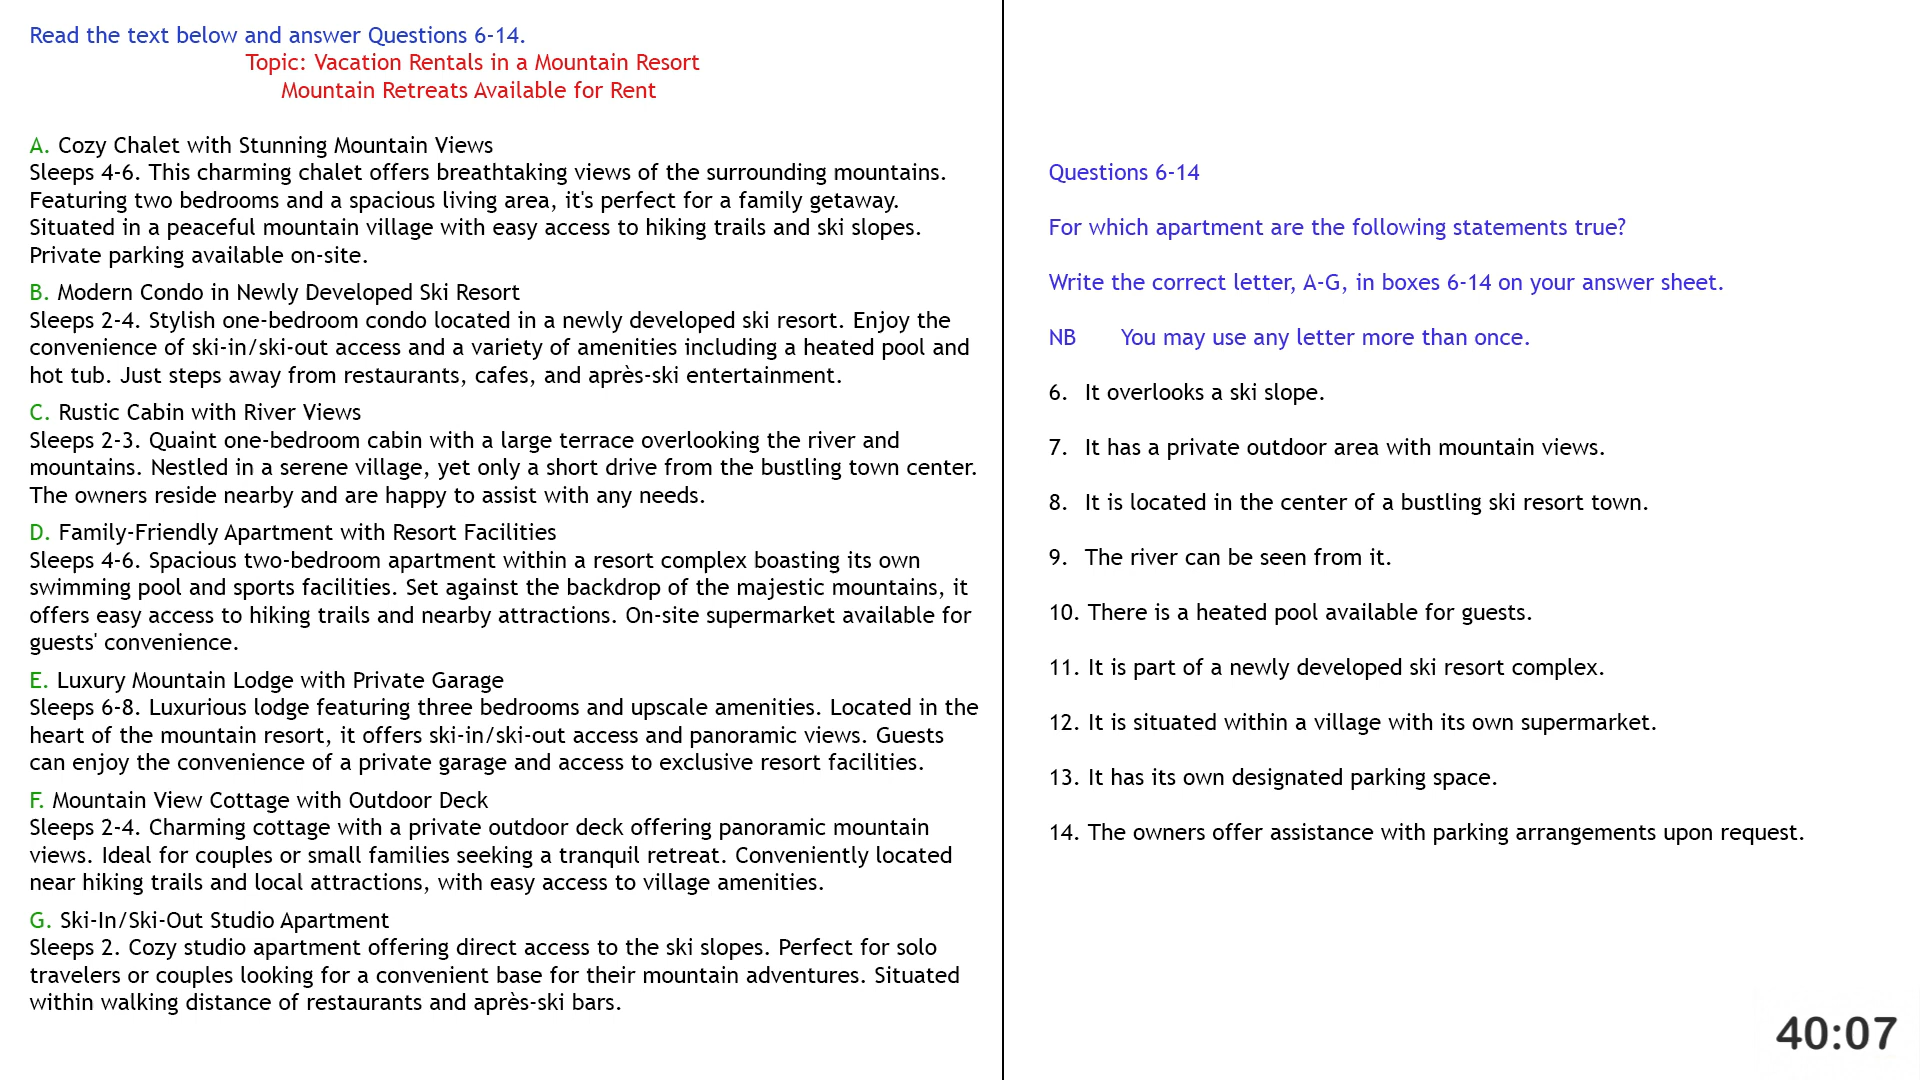 Read the text below and answer Questions 6-14.
Topic: Vacation Rentals in a Mountain Resort
Mountain Retreats Available for Rent
A. Cozy Chalet with Stunning Mountain Views
Sleeps 4-6. This charming chalet offers breathtaking views of the surrounding mountains.
Featuring two bedrooms and a spacious living area, it's perfect for a family getaway.
Situated in a peaceful mountain village with easy access to hiking trails and ski slopes.
Private parking available on-site.
B. Modern Condo in Newly Developed Ski Resort
Sleeps 2-4. Stylish one-bedroom condo located in a newly developed ski resort. Enjoy the
convenience of ski-in/ski-out access and a variety of amenities including a heated pool and
hot tub. Just steps away from restaurants, cafes, and après-ski entertainment.
C. Rustic Cabin with River Views
Sleeps 2-3. Quaint one-bedroom cabin with a large terrace overlooking the river and
mountains. Nestled in a serene village, yet only a short drive from the bustling town center.
The owners reside nearby and are happy to assist with any needs.
D. Family-Friendly Apartment with Resort Facilities
Sleeps 4-6. Spacious two-bedroom apartment within a resort complex boasting its own
swimming pool and sports facilities. Set against the backdrop of the majestic mountains, it
offers easy access to hiking trails and nearby attractions. On-site supermarket available for
guests' convenience.
E. Luxury Mountain Lodge with Private Garage
Sleeps 6-8. Luxurious lodge featuring three bedrooms and upscale amenities. Located in the
heart of the mountain resort, it offers ski-in/ski-out access and panoramic views. Guests
can enjoy the convenience of a private garage and access to exclusive resort facilities.
F. Mountain View Cottage with Outdoor Deck
Sleeps 2-4. Charming cottage with a private outdoor deck offering panoramic mountain
views. Ideal for couples or small families seeking a tranquil retreat. Conveniently located
near hiking trails and local attractions, with easy access to village amenities.
G. Ski-In/Ski-Out Studio Apartment
Sleeps 2. Cozy studio apartment offering direct access to the ski slopes. Perfect for solo
travelers or couples looking for a convenient base for their mountain adventures. Situated
within walking distance of restaurants and après-ski bars.
Questions 6-14
For which apartment are the following statements true?
Write the correct letter, A-G, in boxes 6-14 on your answer sheet.
NB You may use any letter more than once.
6. It overlooks a ski slope.
7. It has a private outdoor area with mountain views.
8. It is located in the center of a bustling ski resort town.
9. The river can be seen from it.
10. There is a heated pool available for guests.
11. It is part of a newly developed ski resort complex.
12. It is situated within a village with its own supermarket.
13. It has its own designated parking space.
14. The owners offer assistance with parking arrangements upon request.
40:07